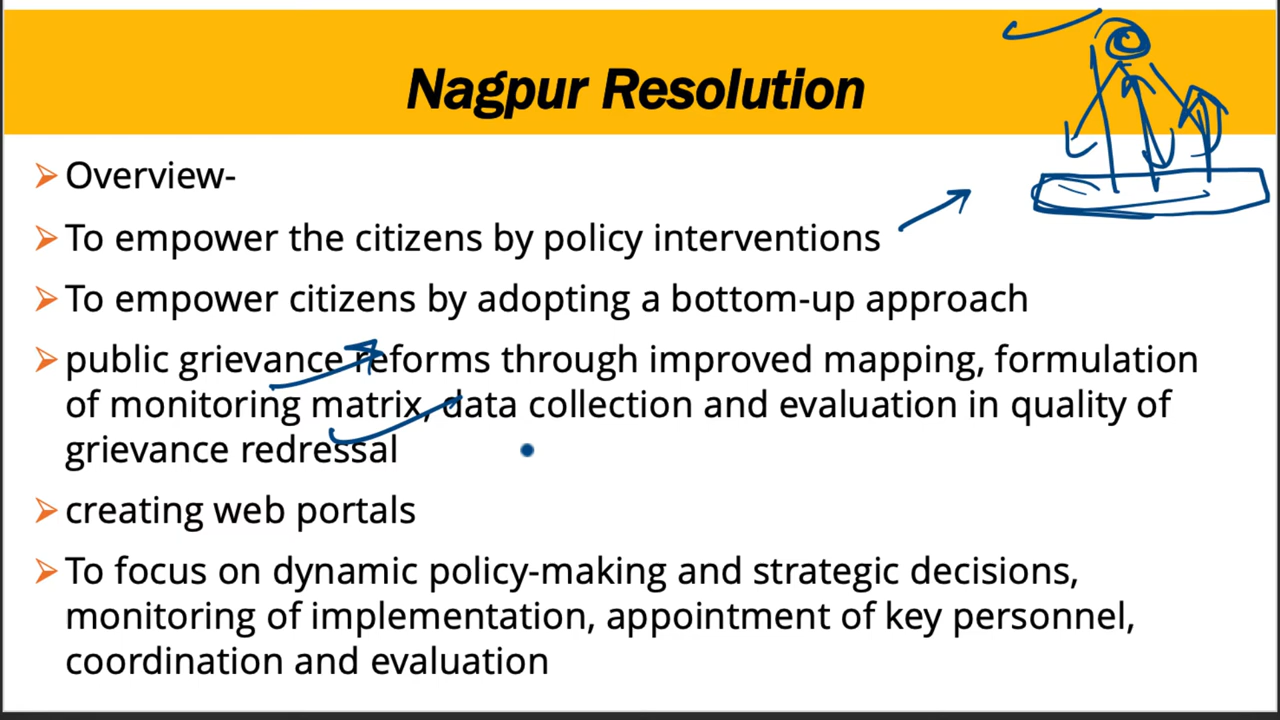 Nagpur Resolution
Overview-
To empower the citizens by policy interventions
To empower citizens by adopting a bottom-up approach
public grievance reforms through improved mapping, formulation
of monitoring matrix, data collection and evaluation in quality of
grievance redressal
creating web portals
To focus on dynamic policy-making and strategic decisions,
monitoring of implementation, appointment of key personnel,
coordination and evaluation